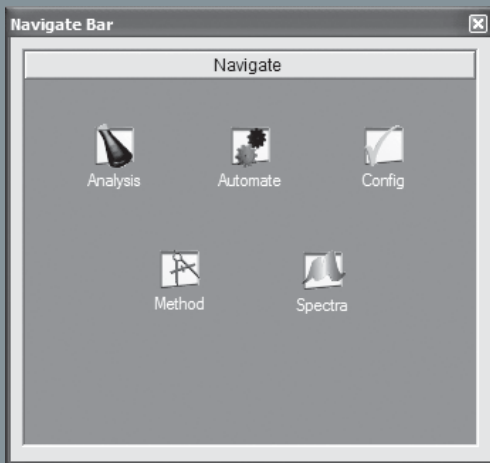 Navigate Bar
Navigate
Analysis Automate Config
Method Spectra